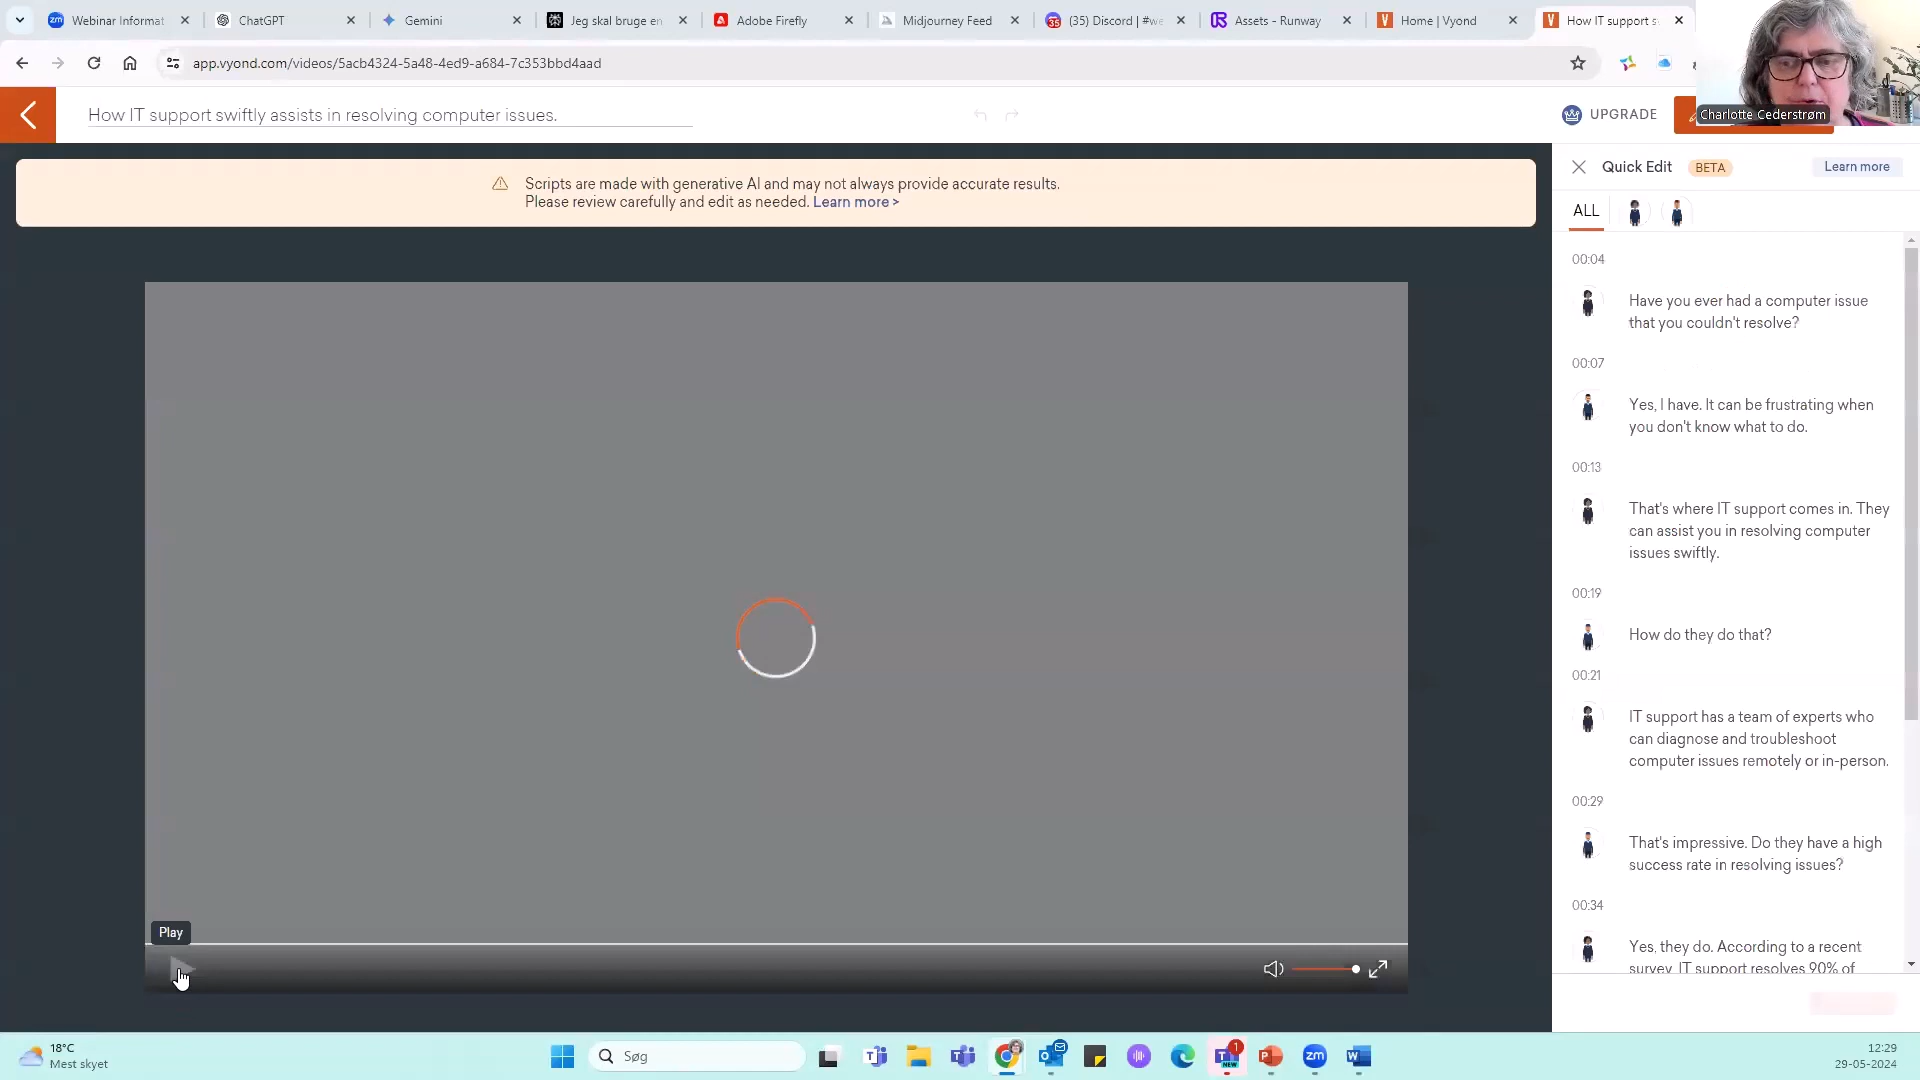 Webinar Informat
ChatGPT
Gemini
Jeg skal bruge en
Adobe Firefly
Midjourney Feed
(35) Discord | #we
Assets - Runway
Home | Vyond
How IT support s
app.vyond.com/videos/5acb4324-5a48-4ed9-a684-7c353bbd4aad
How IT support swiftly assists in resolving computer issues.
UPGRADE
Charlotte Cederstrøm
Scripts are made with generative AI and may not always provide accurate results.
Please review carefully and edit as needed. Learn more >
Quick Edit BETA Learn more
ALL
00:04
Have you ever had a computer issue
that you couldn't resolve?
00:07
Yes, I have. It can be frustrating when
you don't know what to do.
00:13
That's where IT support comes in. They
can assist you in resolving computer
issues swiftly.
00:19
How do they do that?
00:21
IT support has a team of experts who
can diagnose and troubleshoot
computer issues remotely or in-person.
00:29
That's impressive. Do they have a high
success rate in resolving issues?
00:34
Yes, they do. According to a recent
survey, IT support resolves 90% of
Play
18°C
Mest skyet
Søg
12:29
29-05-2024